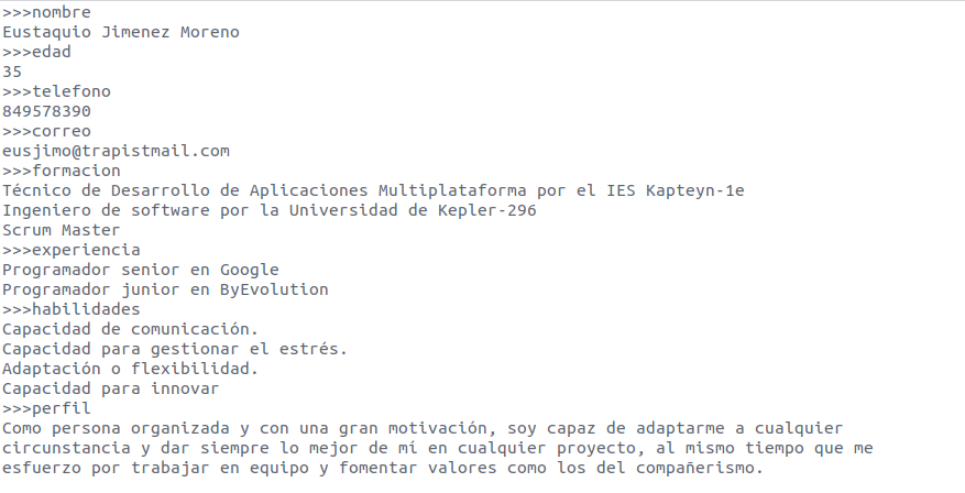 >>>nombre
Eustaquio Jimenez Moreno
>>>edad
35
>>>telefono
849578390
>>>correo
eusjimo@trapistmail.com
>>>formacion
Técnico de Desarrollo de Aplicaciones Multiplataforma por el IES Kapteyn-1e
Ingeniero de software por la Universidad de Kepler-296
Scrum Master
>>>experiencia
Programador senior en Google
Programador junior en ByEvolution
>>>habilidades
Capacidad de comunicación.
Capacidad para gestionar el estrés.
Adaptación o flexibilidad.
Capacidad para innovar
>>>perfil
Como persona organizada y con una gran motivación, soy capaz de adaptarme a cualquier
circunstancia y dar siempre lo mejor de mí en cualquier proyecto, al mismo tiempo que me
esfuerzo por trabajar en equipo y fomentar valores como los del compañerismo.